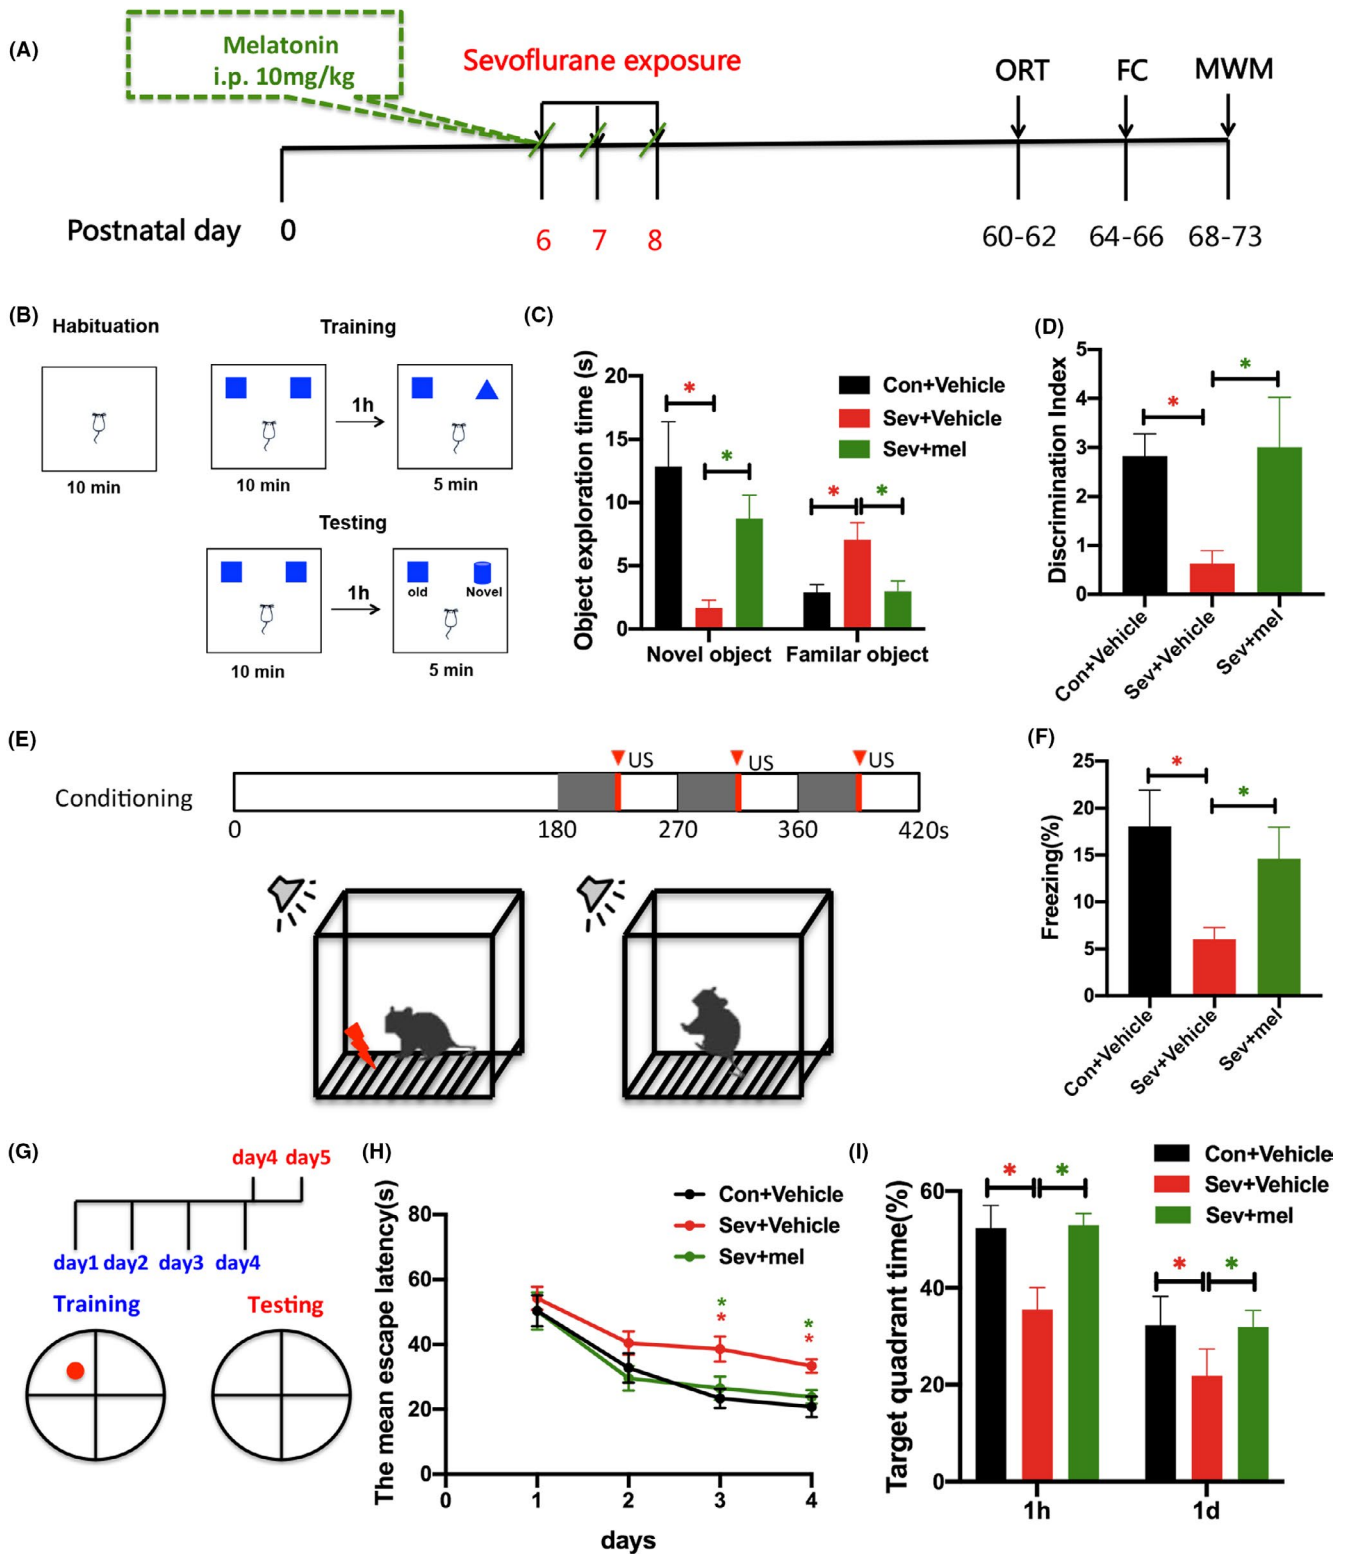 (A)
Melatonin
i.p. 10mg/kg
Sevoflurane exposure
ORT FC MWM
Postnatal day 0 6 7 8 60-62 64-66 68-73
(B)
Habituation Training
1h
10 min 10 min 5 min
Testing
1h
old Novel
10 min 5 min
(C)
Object exploration time (s)
20
15
10
5
0
* * * *
Con+Vehicle
Sev+Vehicle
Sev+mel
Novel object Familar object
(D)
Discrimination Index
5
4
3
2
1
0
* *
Con+Vehicle Sev+Vehicle Sev+mel
(E)
US US US
Conditioning
0 180 270 360 420s
(F)
Freezing(%)
25
20
15
10
5
0
* *
Con+Vehicle Sev+Vehicle Sev+mel
(G)
day4 day5
day1 day2 day3 day4
Training Testing
(H)
The mean escape latency(s)
80
60
40
20
0
Con+Vehicle
Sev+Vehicle
Sev+mel
* *
* *
0 1 2 3 4
days
(I)
Target quadrant time(%)
60
40
20
0
* * * *
Con+Vehicle
Sev+Vehicle
Sev+mel
1h 1d